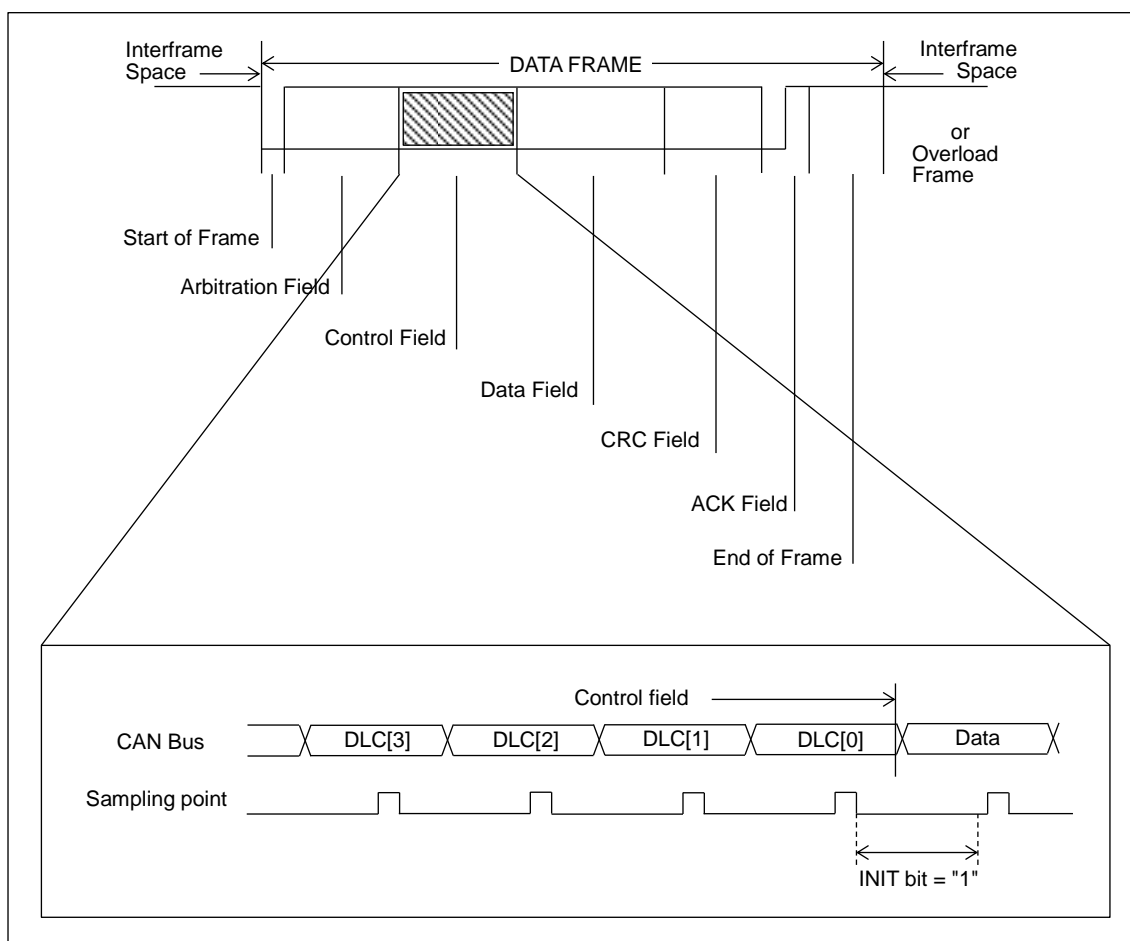 Interframe
Space
DATA FRAME
Interframe
Space
or
Overload
Frame
Start of Frame
Arbitration Field
Control Field
Data Field
CRC Field
ACK Field
End of Frame
Control field
CAN Bus
DLC[3]
DLC[2]
DLC[1]
DLC[0]
Data
Sampling point
INIT bit = "1"